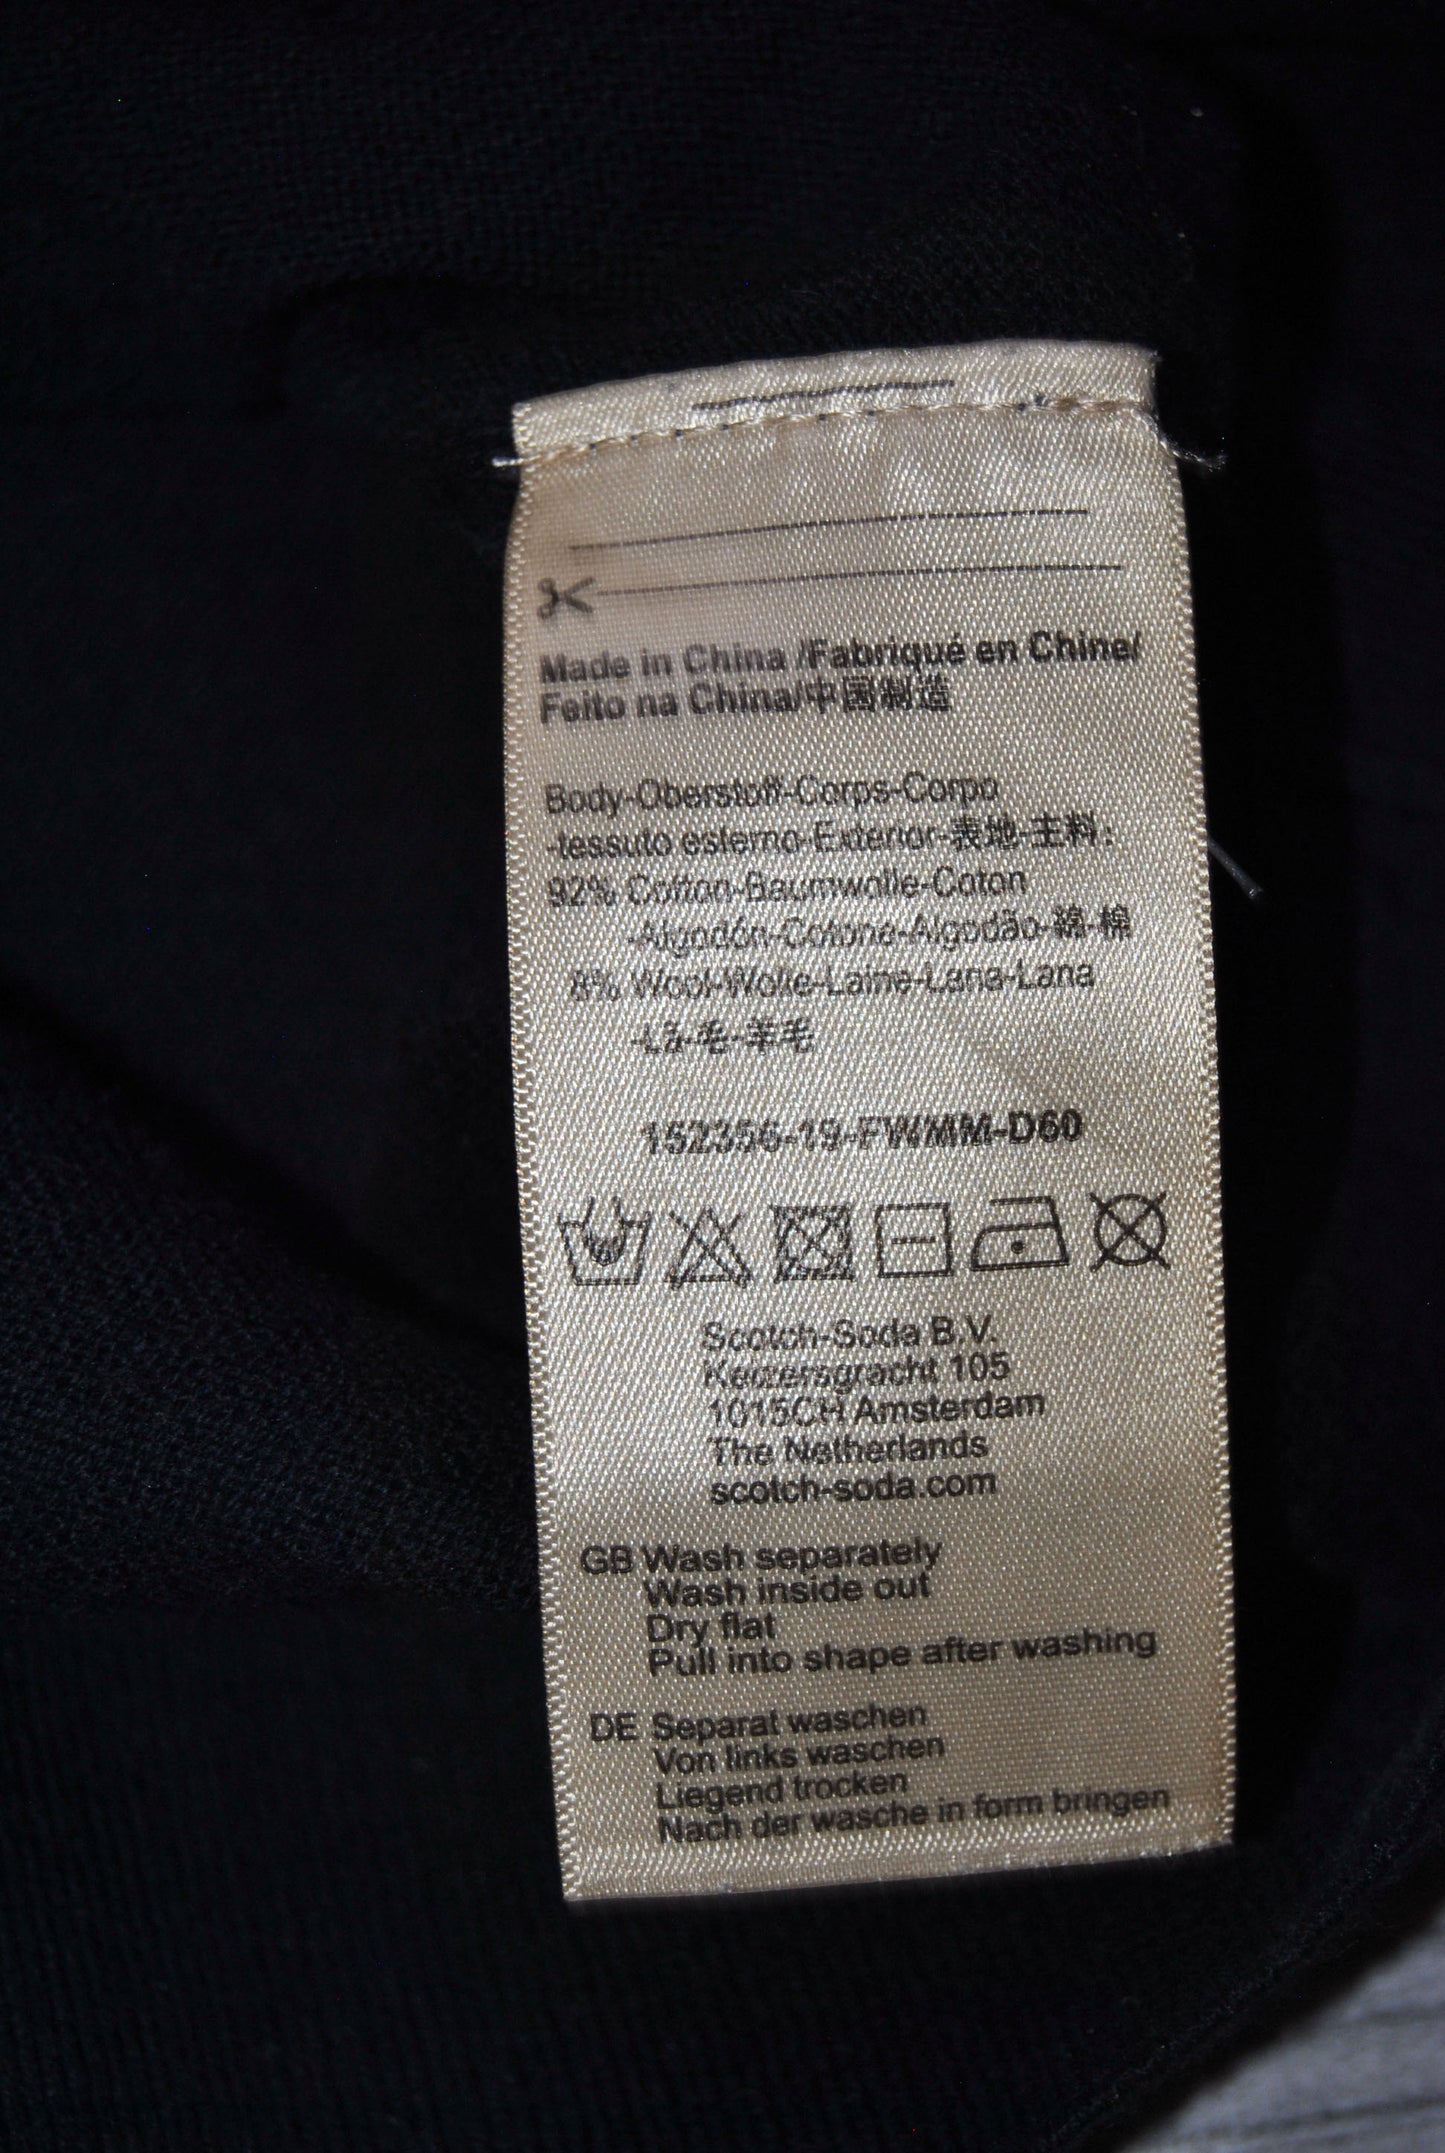 Made in China /Fabriqué en Chine/
Feito na China/中国制造
Body-Oberstoff-Corps-Corpo
-tessuto esterno-Exterior-表地-主料:
92% Cotton-Baumwolle-Coton
-Algodón-Cotone-Algodão-綿-棉
8% Wool-Wolle-Laine-Lana-Lana
-Lã-毛-羊毛
152356-19-FWMM-D60
Scotch-Soda B.V.
Keizersgracht 105
1015CH Amsterdam
The Netherlands
scotch-soda.com
GB Wash separately
Wash inside out
Dry flat
Pull into shape after washing
DE Separat waschen
Von links waschen
Liegend trocken
Nach der wasche in form bringen